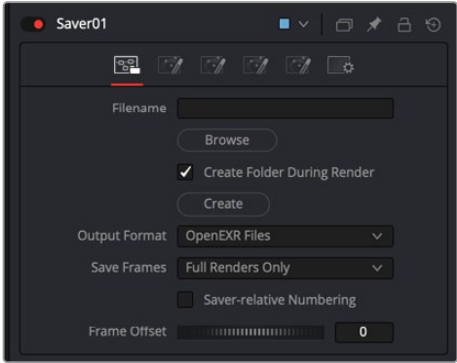 Saver01
Filename
Browse
Create Folder During Render
Create
Output Format OpenEXR Files
Save Frames Full Renders Only
Saver-relative Numbering
Frame Offset 0